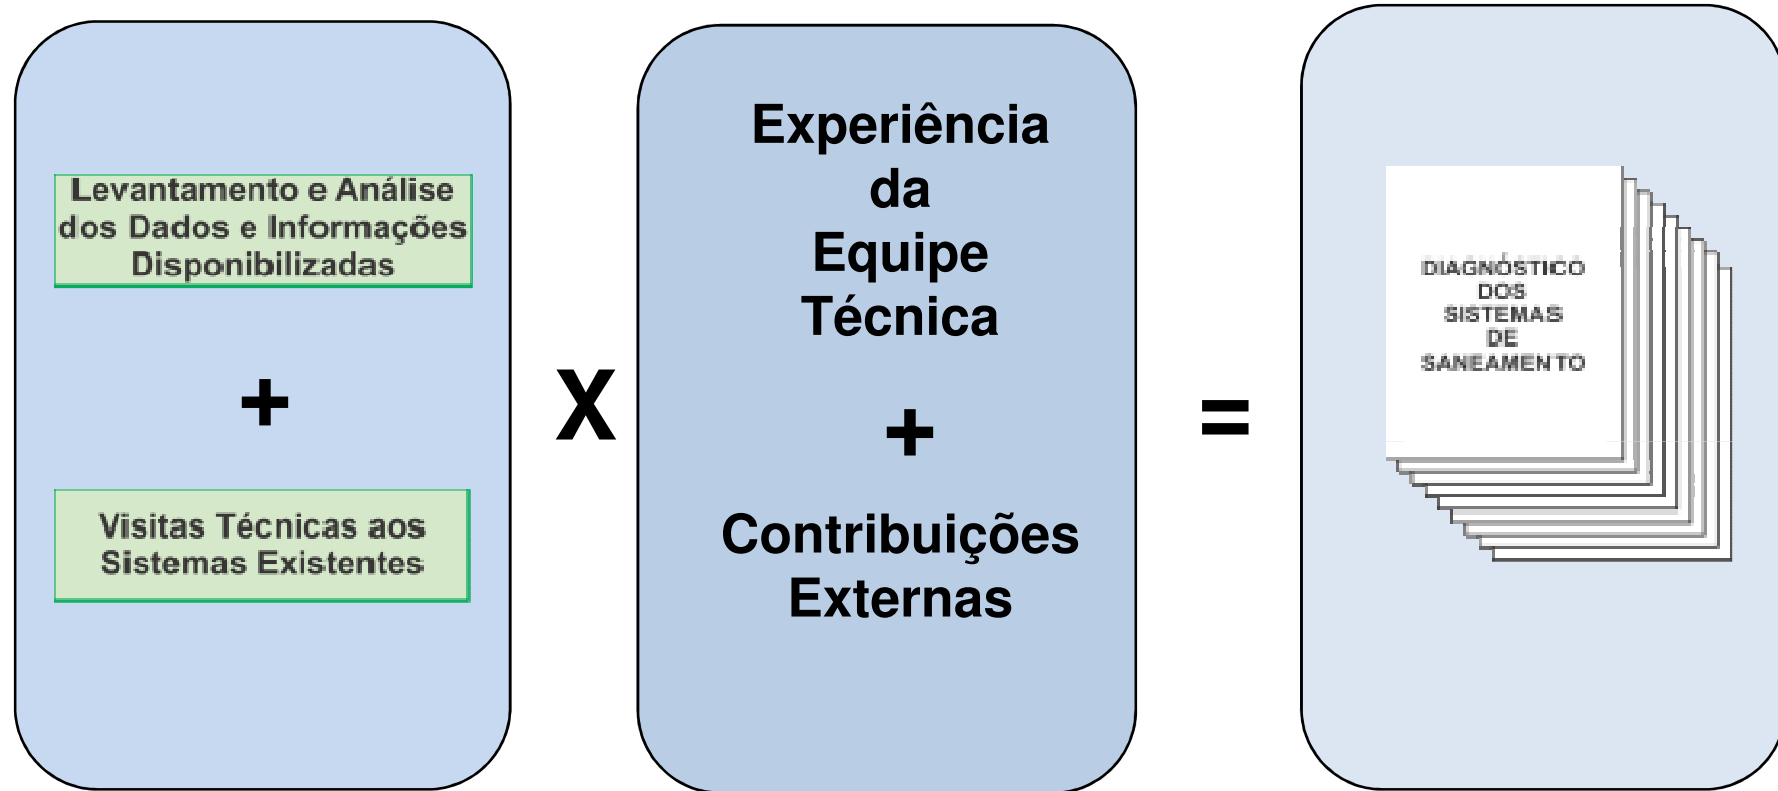 Levantamento e Análise
dos Dados e Informações
Disponibilizadas
+
Visitas Técnicas aos
Sistemas Existentes
X
Experiência
da
Equipe
Técnica
+
Contribuições
Externas
=
DIAGNÓSTICO
DOS
SISTEMAS
DE
SANEAMENTO